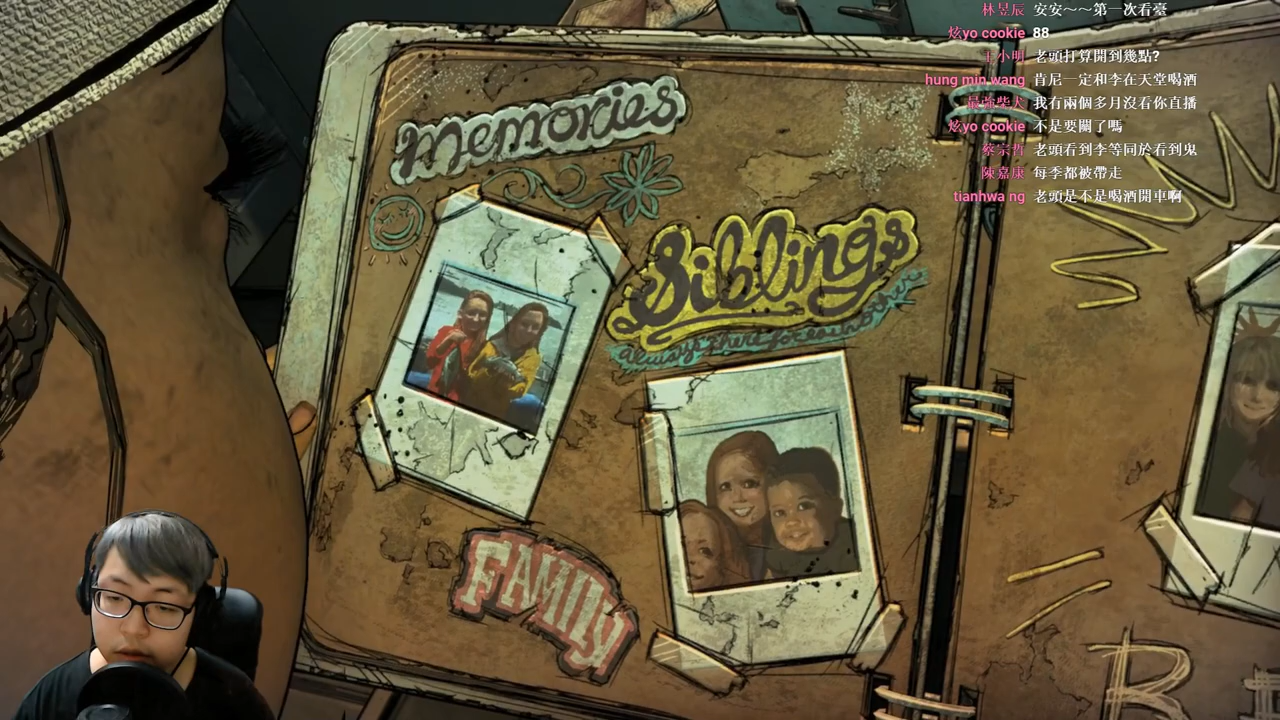 林昱辰 安安～～第一次看臺
炫yo cookie 88
王小明 老頭打算開到幾點?
hung min wang 肯尼一定和李在天堂喝酒
最強柴犬 我有兩個多月沒看你直播
炫yo cookie 不是要關了嗎
蔡宗哲 老頭看到李等同於看到鬼
陳嘉康 每季都被帶走
tianhwa ng 老頭是不是喝酒開車啊
Memories
Siblings
always there for eachother
FAMILY
R